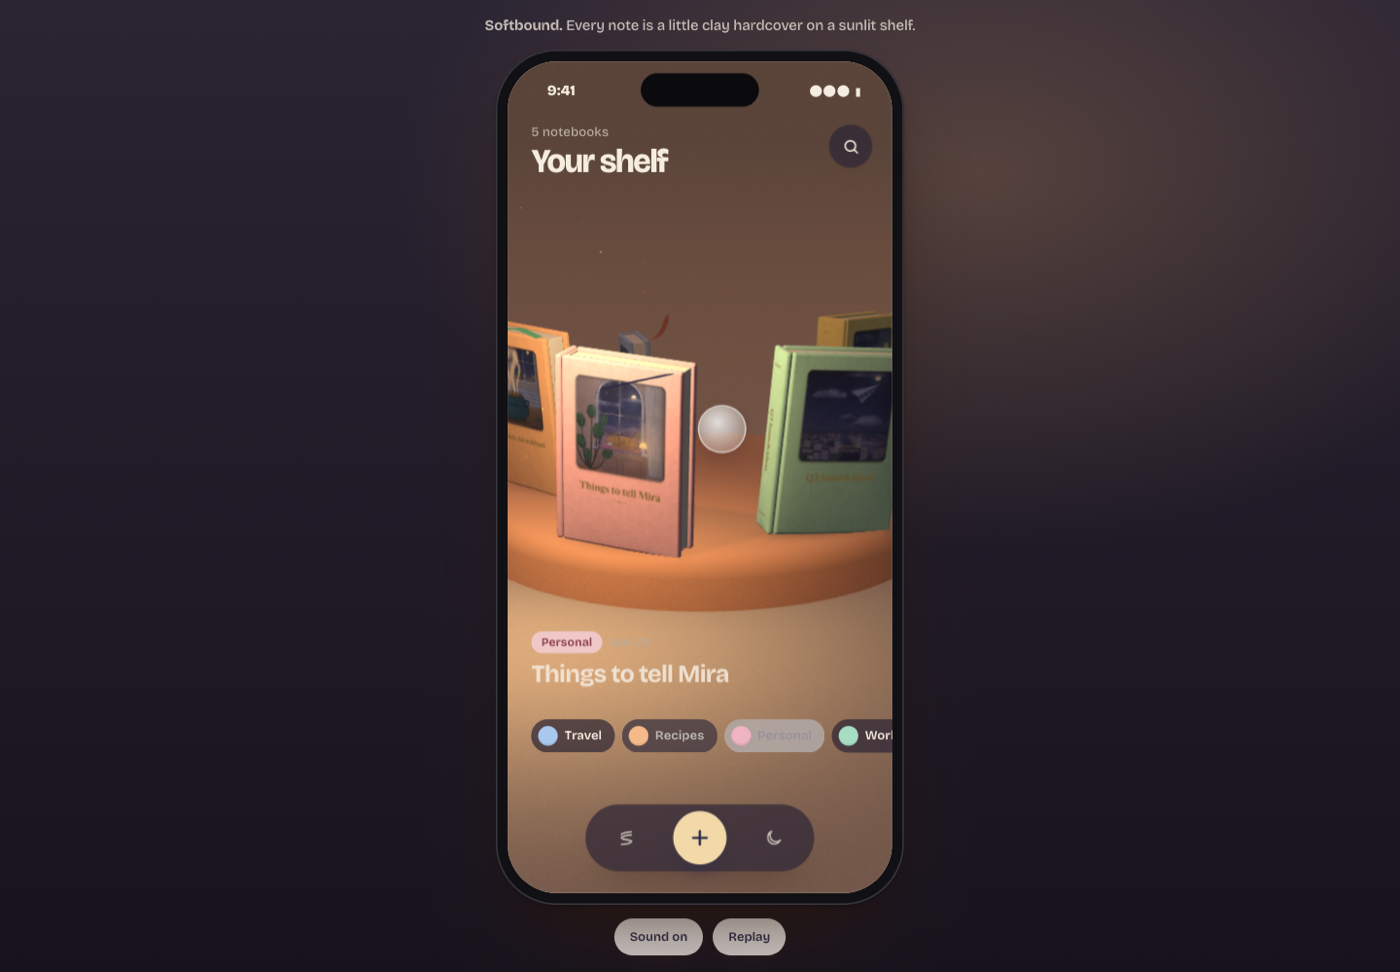 Softbound. Every note is a little clay hardcover on a sunlit shelf.
9:41
5 notebooks
Your shelf
Things to tell Mira
Personal
Things to tell Mira
Travel
Recipes
Personal
Work
Sound on
Replay